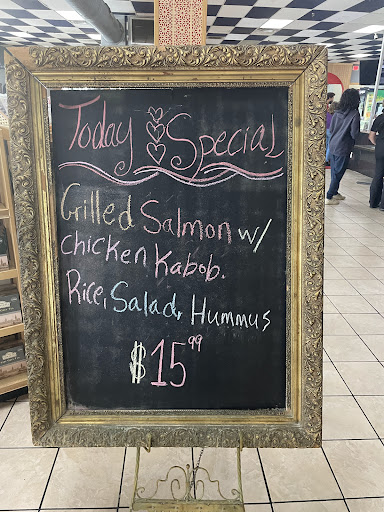 Today Special
Grilled Salmon w/
chicken Kabob.
Rice, Salad, Hummus
$15.99